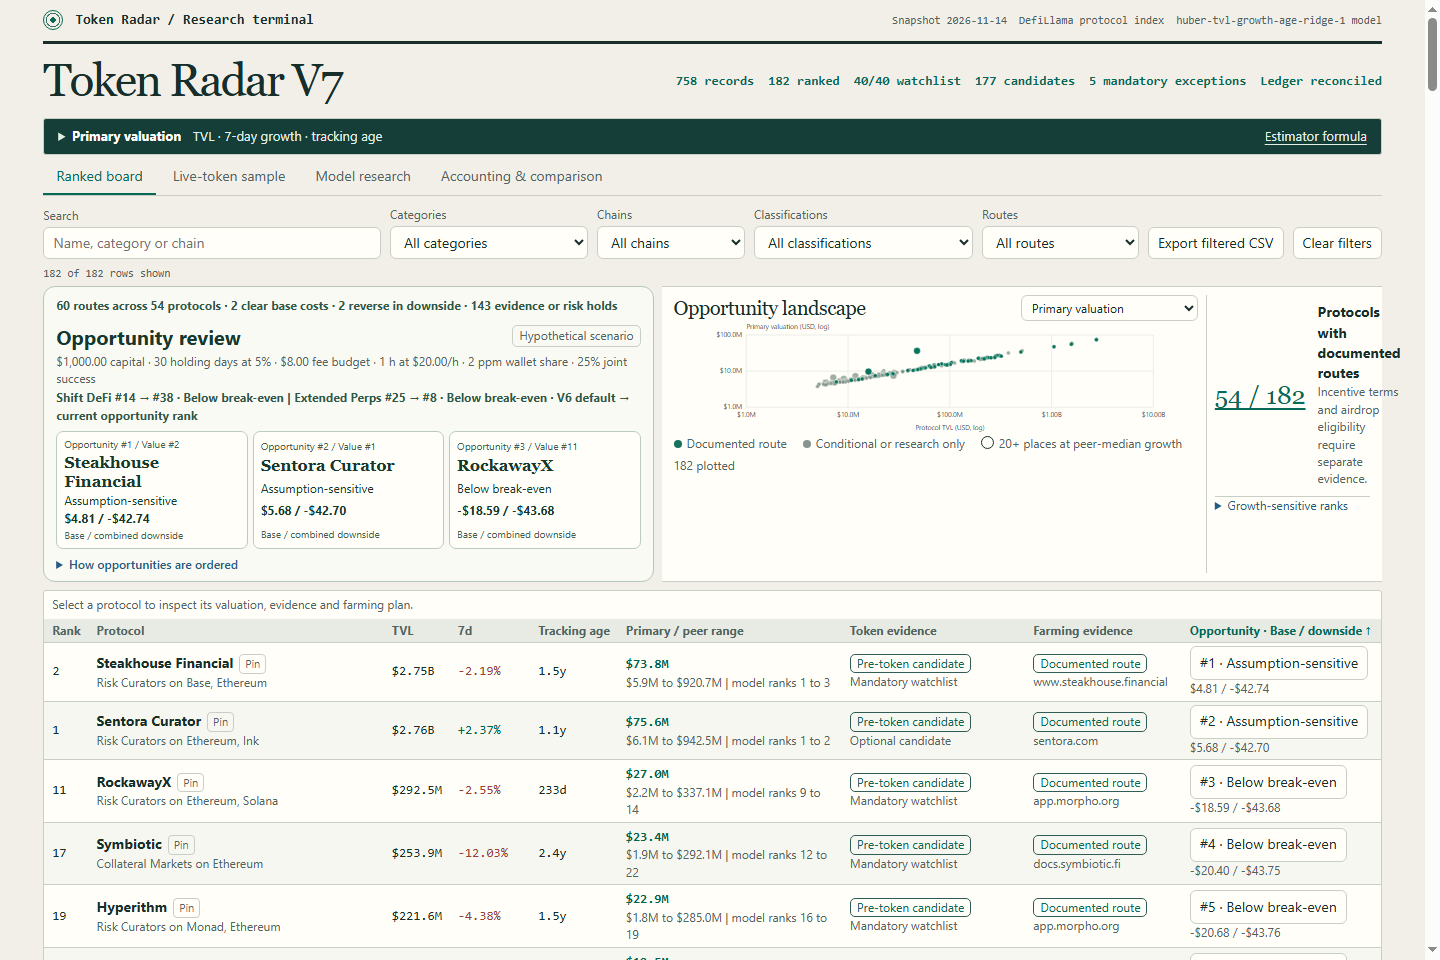 Token Radar / Research terminal
Snapshot 2026-11-14 DefiLlama protocol index huber-tvl-growth-age-ridge-1 model
Token Radar V7
758 records 182 ranked 40/40 watchlist 177 candidates 5 mandatory exceptions Ledger reconciled
Primary valuation TVL · 7-day growth · tracking age
Estimator formula
Ranked board
Live-token sample
Model research
Accounting & comparison
Search
Categories
Chains
Classifications
Routes
Name, category or chain
All categories
All chains
All classifications
All routes
Export filtered CSV
Clear filters
182 of 182 rows shown
60 routes across 54 protocols · 2 clear base costs · 2 reverse in downside · 143 evidence or risk holds
Opportunity review
Hypothetical scenario
$1,000.00 capital · 30 holding days at 5% · $8.00 fee budget · 1 h at $20.00/h · 2 ppm wallet share · 25% joint
success
Shift DeFi #14 → #38 · Below break-even | Extended Perps #25 → #8 · Below break-even · V6 default →
current opportunity rank
Opportunity #1 / Value #2
Steakhouse
Financial
Assumption-sensitive
$4.81 / -$42.74
Base / combined downside
Opportunity #2 / Value #1
Sentora Curator
Assumption-sensitive
$5.68 / -$42.70
Base / combined downside
Opportunity #3 / Value #11
RockawayX
Below break-even
-$18.59 / -$43.68
Base / combined downside
How opportunities are ordered
Opportunity landscape
Primary valuation
Primary valuation (USD, log)
$100.0M
$10.0M
$1.0M
$1.0M
$10.0M
$100.0M
$1.00B
$10.00B
Protocol TVL (USD, log)
Documented route
Conditional or research only
20+ places at peer-median growth
182 plotted
54 / 182
Protocols
with
documented
routes
Incentive terms
and airdrop
eligibility
require
separate
evidence.
Growth-sensitive ranks
Select a protocol to inspect its valuation, evidence and farming plan.
Rank Protocol TVL 7d Tracking age Primary / peer range Token evidence Farming evidence Opportunity · Base / downside ↑
2
Steakhouse Financial Pin
Risk Curators on Base, Ethereum
$2.75B
-2.19%
1.5y
$73.8M
$5.9M to $920.7M | model ranks 1 to 3
Pre-token candidate
Mandatory watchlist
Documented route
www.steakhouse.financial
#1 · Assumption-sensitive
$4.81 / -$42.74
1
Sentora Curator Pin
Risk Curators on Ethereum, Ink
$2.76B
+2.37%
1.1y
$75.6M
$6.1M to $942.5M | model ranks 1 to 2
Pre-token candidate
Optional candidate
Documented route
sentora.com
#2 · Assumption-sensitive
$5.68 / -$42.70
11
RockawayX Pin
Risk Curators on Ethereum, Solana
$292.5M
-2.55%
233d
$27.0M
$2.2M to $337.1M | model ranks 9 to
14
Pre-token candidate
Mandatory watchlist
Documented route
app.morpho.org
#3 · Below break-even
-$18.59 / -$43.68
17
Symbiotic Pin
Collateral Markets on Ethereum
$253.9M
-12.03%
2.4y
$23.4M
$1.9M to $292.1M | model ranks 12 to
22
Pre-token candidate
Mandatory watchlist
Documented route
docs.symbiotic.fi
#4 · Below break-even
-$20.40 / -$43.75
19
Hyperithm Pin
Risk Curators on Monad, Ethereum
$221.6M
-4.38%
1.5y
$22.9M
$1.8M to $285.0M | model ranks 16 to
19
Pre-token candidate
Mandatory watchlist
Documented route
app.morpho.org
#5 · Below break-even
-$20.68 / -$43.76